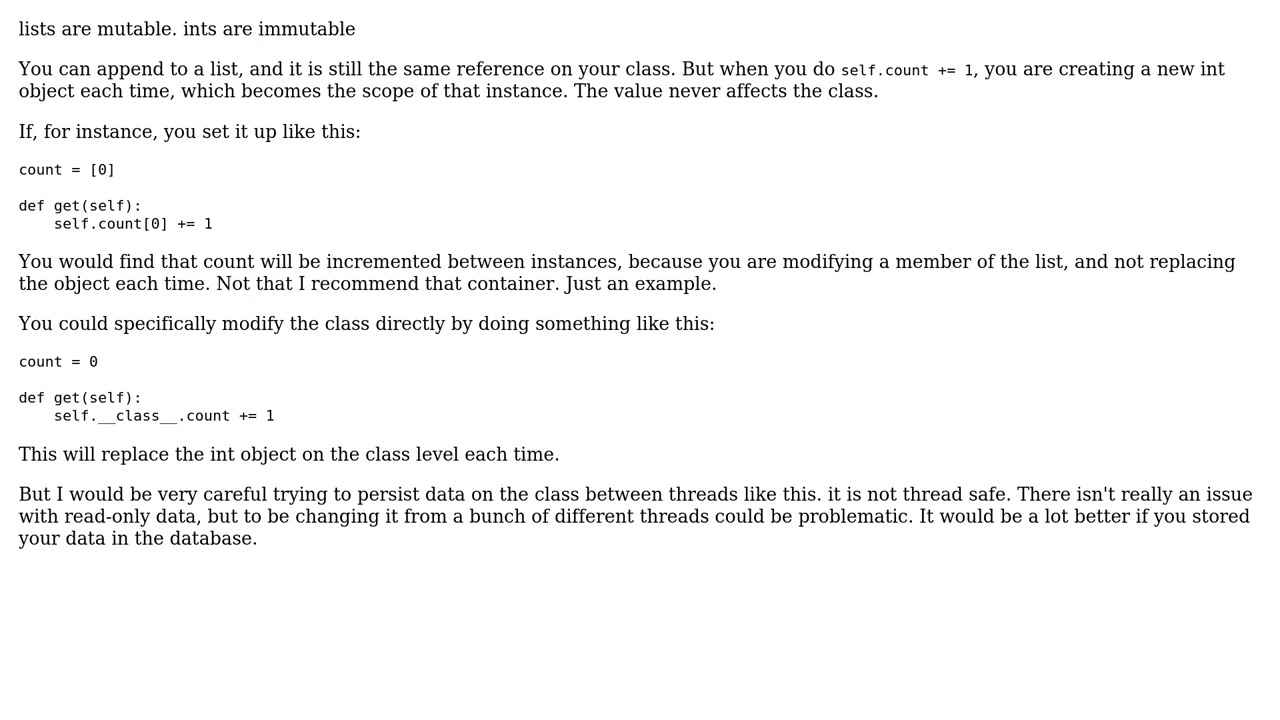 lists are mutable. ints are immutable
You can append to a list, and it is still the same reference on your class. But when you do self.count += 1, you are creating a new int
object each time, which becomes the scope of that instance. The value never affects the class.
If, for instance, you set it up like this:
count = [0]
def get(self):
    self.count[0] += 1
You would find that count will be incremented between instances, because you are modifying a member of the list, and not replacing
the object each time. Not that I recommend that container. Just an example.
You could specifically modify the class directly by doing something like this:
count = 0
def get(self):
    self.__class__.count += 1
This will replace the int object on the class level each time.
But I would be very careful trying to persist data on the class between threads like this. it is not thread safe. There isn't really an issue
with read-only data, but to be changing it from a bunch of different threads could be problematic. It would be a lot better if you stored
your data in the database.